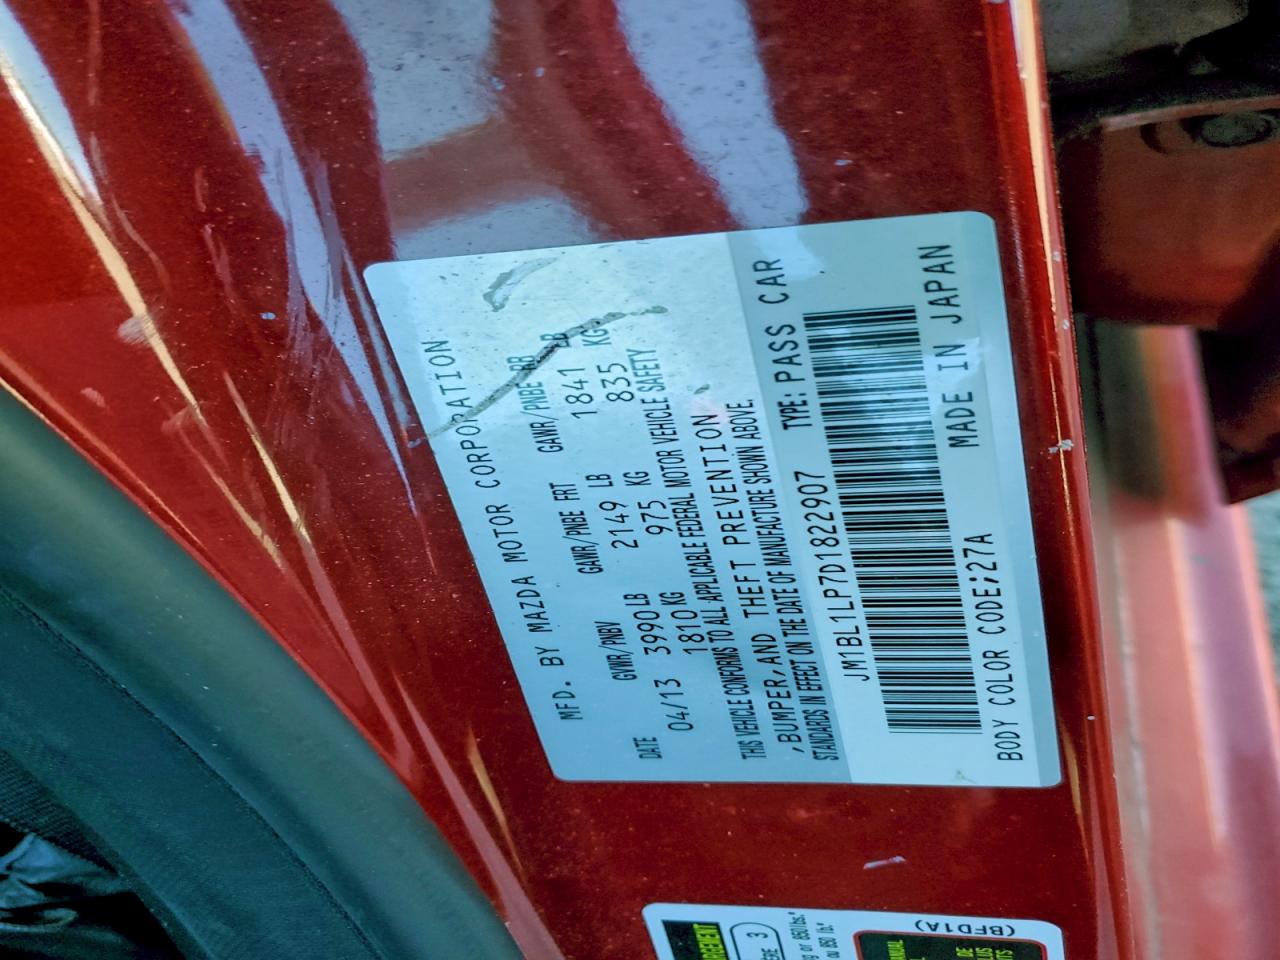 MFD. BY MAZDA MOTOR CORPORATION
DATE GVWR/PNBV GAWR/PNBE FRT GAWR/PNBE RR
04/13 3990 LB 2149 LB 1841 LB
1810 KG 975 KG 835 KG
THIS VEHICLE CONFORMS TO ALL APPLICABLE FEDERAL MOTOR VEHICLE SAFETY
, BUMPER, AND THEFT PREVENTION
STANDARDS IN EFFECT ON THE DATE OF MANUFACTURE SHOWN ABOVE.
JM1BL1LP7D1822907 TYPE: PASS CAR
BODY COLOR CODE;27A MADE IN JAPAN
(BFD1A)
3